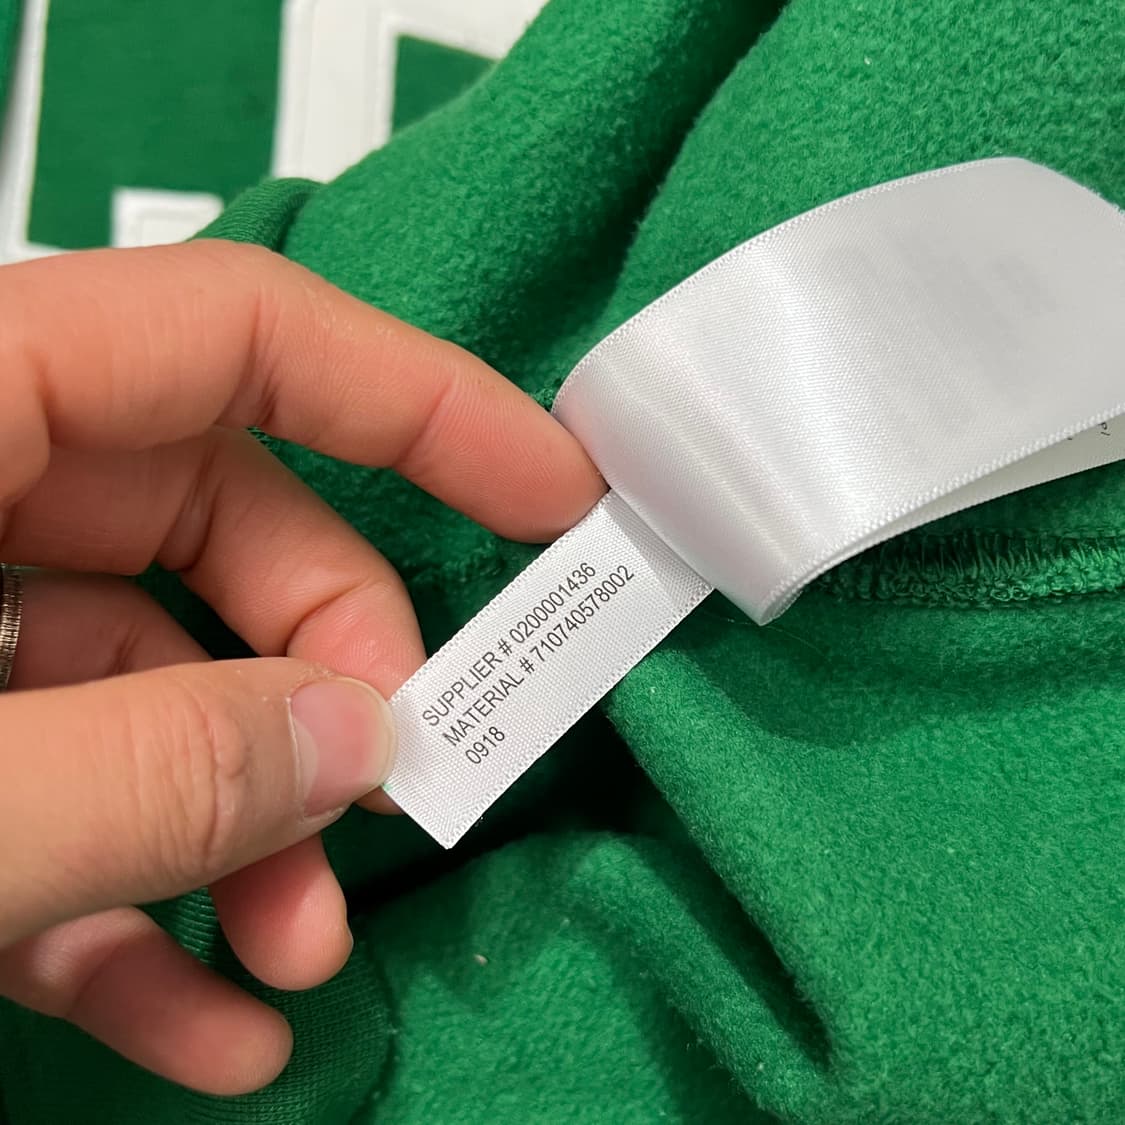 SUPPLIER # 0200001436
MATERIAL # 710740578002
0918